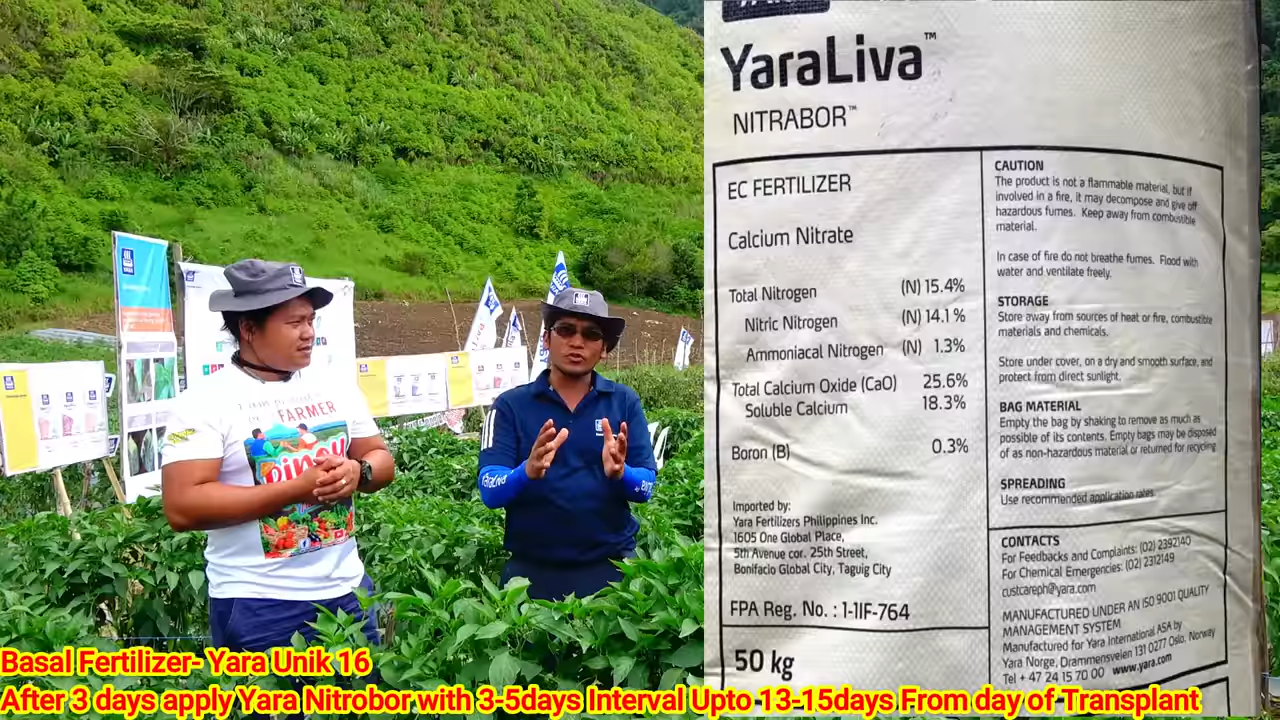 YaraLiva™
NITRABOR™
EC FERTILIZER
Calcium Nitrate
Total Nitrogen (N) 15.4%
Nitric Nitrogen (N) 14.1 %
Ammoniacal Nitrogen (N) 1.3%
Total Calcium Oxide (CaO) 25.6%
Soluble Calcium 18.3%
Boron (B) 0.3%
Imported by:
Yara Fertilizers Philippines Inc.
1605 One Global Place,
5th Avenue cor. 25th Street,
Bonifacio Global City, Taguig City
FPA Reg. No. : 1-1IF-764
50 kg
CAUTION
The product is not a flammable material, but if
involved in a fire, it may decompose and give off
hazardous fumes. Keep away from combustible
material.
In case of fire do not breathe fumes. Flood with
water and ventilate freely.
STORAGE
Store away from sources of heat or fire, combustible
materials and chemicals.
Store under cover, on a dry and smooth surface, and
protect from direct sunlight.
BAG MATERIAL
Empty the bag by shaking to remove as much as
possible of its contents. Empty bags may be disposed
of as non-hazardous material or returned for recycling
SPREADING
Use recommended application rates.
CONTACTS
For Feedbacks and Complaints: (02) 2392140
For Chemical Emergencies: (02) 2312149
custcareph@yara.com
MANUFACTURED UNDER AN ISO 9001 QUALITY
MANAGEMENT SYSTEM
Manufactured for Yara International ASA by
Yara Norge, Drammensveien 131 0277 Oslo, Norway
Tel + 47 24 15 70 00 www.yara.com
FARMER
Pinoy
YaraLiva
Basal Fertilizer- Yara Unik 16
After 3 days apply Yara Nitrobor with 3-5days Interval Upto 13-15days From day of Transplant